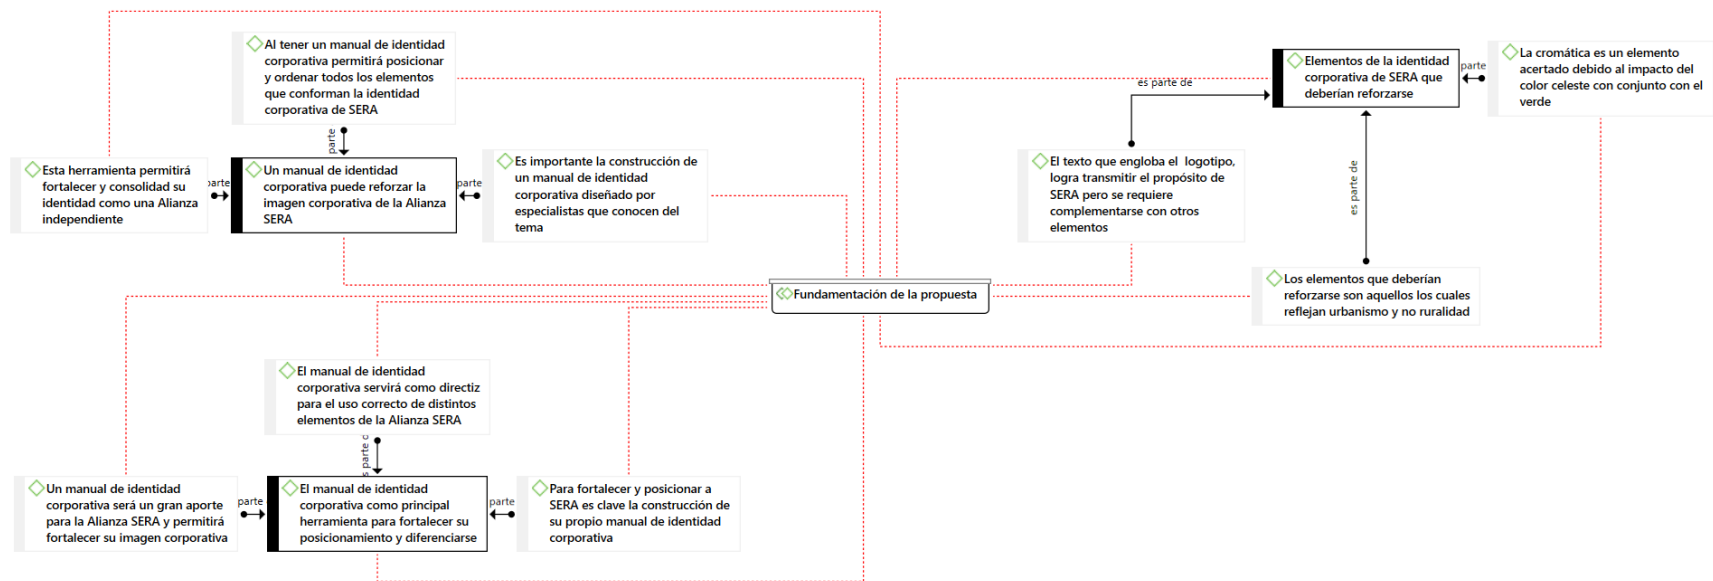 Al tener un manual de identidad
corporativa permitirá posicionar
y ordenar todos los elementos
que conforman la identidad
corporativa de SERA
parte
Esta herramienta permitirá
fortalecer y consolidad su
identidad como una Alianza
independiente
parte
Un manual de identidad
corporativa puede reforzar la
imagen corporativa de la Alianza
SERA
parte
Es importante la construcción de
un manual de identidad
corporativa diseñado por
especialistas que conocen del
tema
Elementos de la identidad
corporativa de SERA que
deberían reforzarse
parte
La cromática es un elemento
acertado debido al impacto del
color celeste con conjunto con el
verde
es parte de
El texto que engloba el logotipo,
logra transmitir el propósito de
SERA pero se requiere
complementarse con otros
elementos
es parte de
Los elementos que deberían
reforzarse son aquellos los cuales
reflejan urbanismo y no ruralidad
Fundamentación de la propuesta
El manual de identidad
corporativa servirá como directiz
para el uso correcto de distintos
elementos de la Alianza SERA
es parte d
Un manual de identidad
corporativa será un gran aporte
para la Alianza SERA y permitirá
fortalecer su imagen corporativa
parte
El manual de identidad
corporativa como principal
herramienta para fortalecer su
posicionamiento y diferenciarse
parte
Para fortalecer y posicionar a
SERA es clave la construcción de
su propio manual de identidad
corporativa